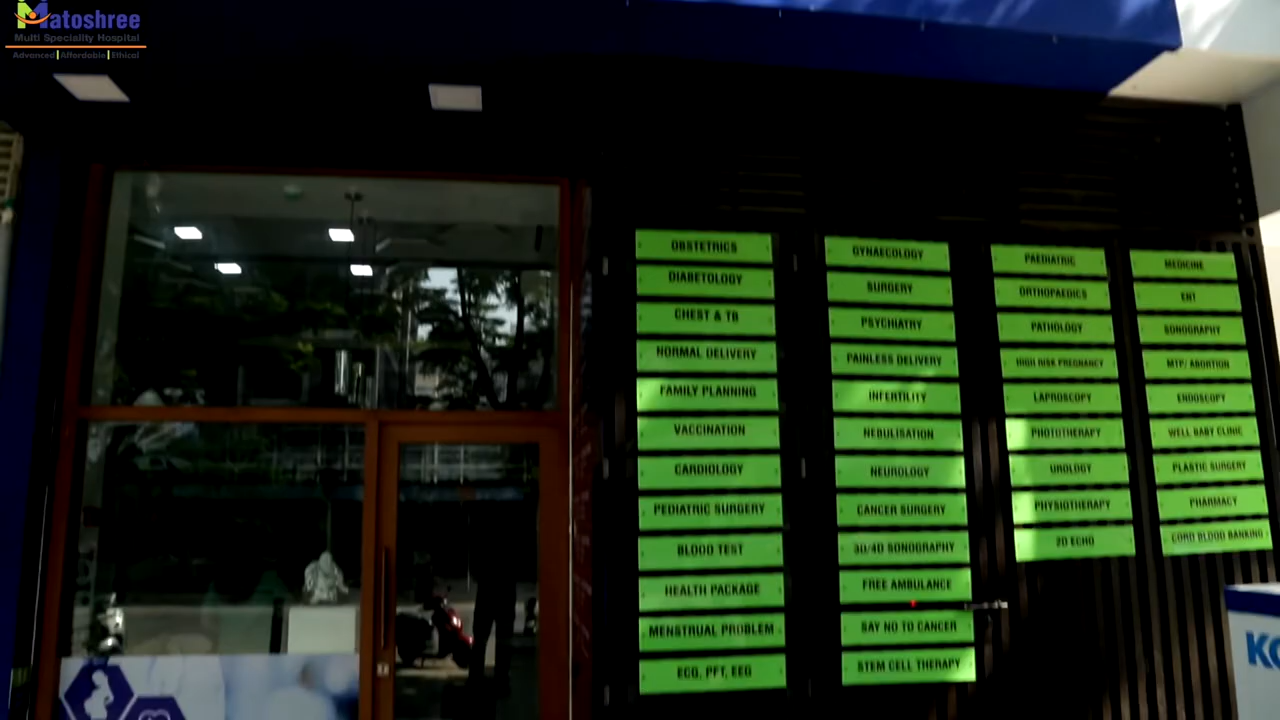 Matoshree
Multi Speciality Hospital
Advanced | Affordable | Ethical
OBSTETRICS
DIABETOLOGY
CHEST & TB
NORMAL DELIVERY
FAMILY PLANNING
VACCINATION
CARDIOLOGY
PEDIATRIC SURGERY
BLOOD TEST
HEALTH PACKAGE
MENSTRUAL PROBLEM
ECG, PFT, EEG
GYNAECOLOGY
SURGERY
PSYCHIATRY
PAINLESS DELIVERY
INFERTILITY
NEBULISATION
NEUROLOGY
CANCER SURGERY
3D/4D SONOGRAPHY
FREE AMBULANCE
SAY NO TO CANCER
STEM CELL THERAPY
PAEDIATRIC
ORTHOPAEDICS
PATHOLOGY
HIGH RISK PREGNANCY
LAPROSCOPY
PHOTOTHERAPY
UROLOGY
PHYSIOTHERAPY
2D ECHO
MEDICINE
ENT
SONOGRAPHY
MTP/ ABORTION
ENDOSCOPY
WELL BABY CLINIC
PLASTIC SURGERY
PHARMACY
CORD BLOOD BANKING